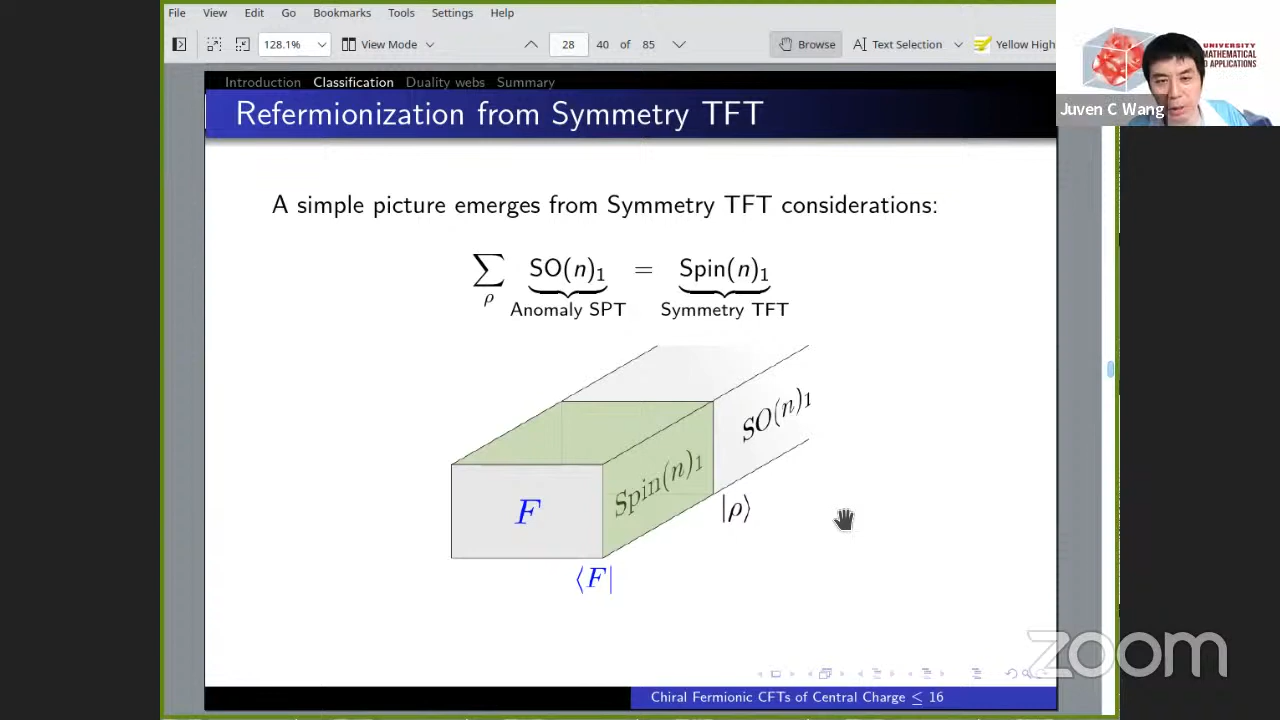 File View Edit Go Bookmarks Tools Settings Help
128.1% View Mode 28 40 of 85 Browse Text Selection Yellow High
UNIVERSITY
MATHEMATICAL
D APPLICATIONS
Juven C Wang
Introduction Classification Duality webs Summary
Refermionization from Symmetry TFT
A simple picture emerges from Symmetry TFT considerations:
∑ SO(n)₁ = Spin(n)₁
ρ Anomaly SPT Symmetry TFT
SO(n)₁
Spin(n)₁
F
|ρ⟩
⟨F|
zoom
Chiral Fermionic CFTs of Central Charge ≤ 16